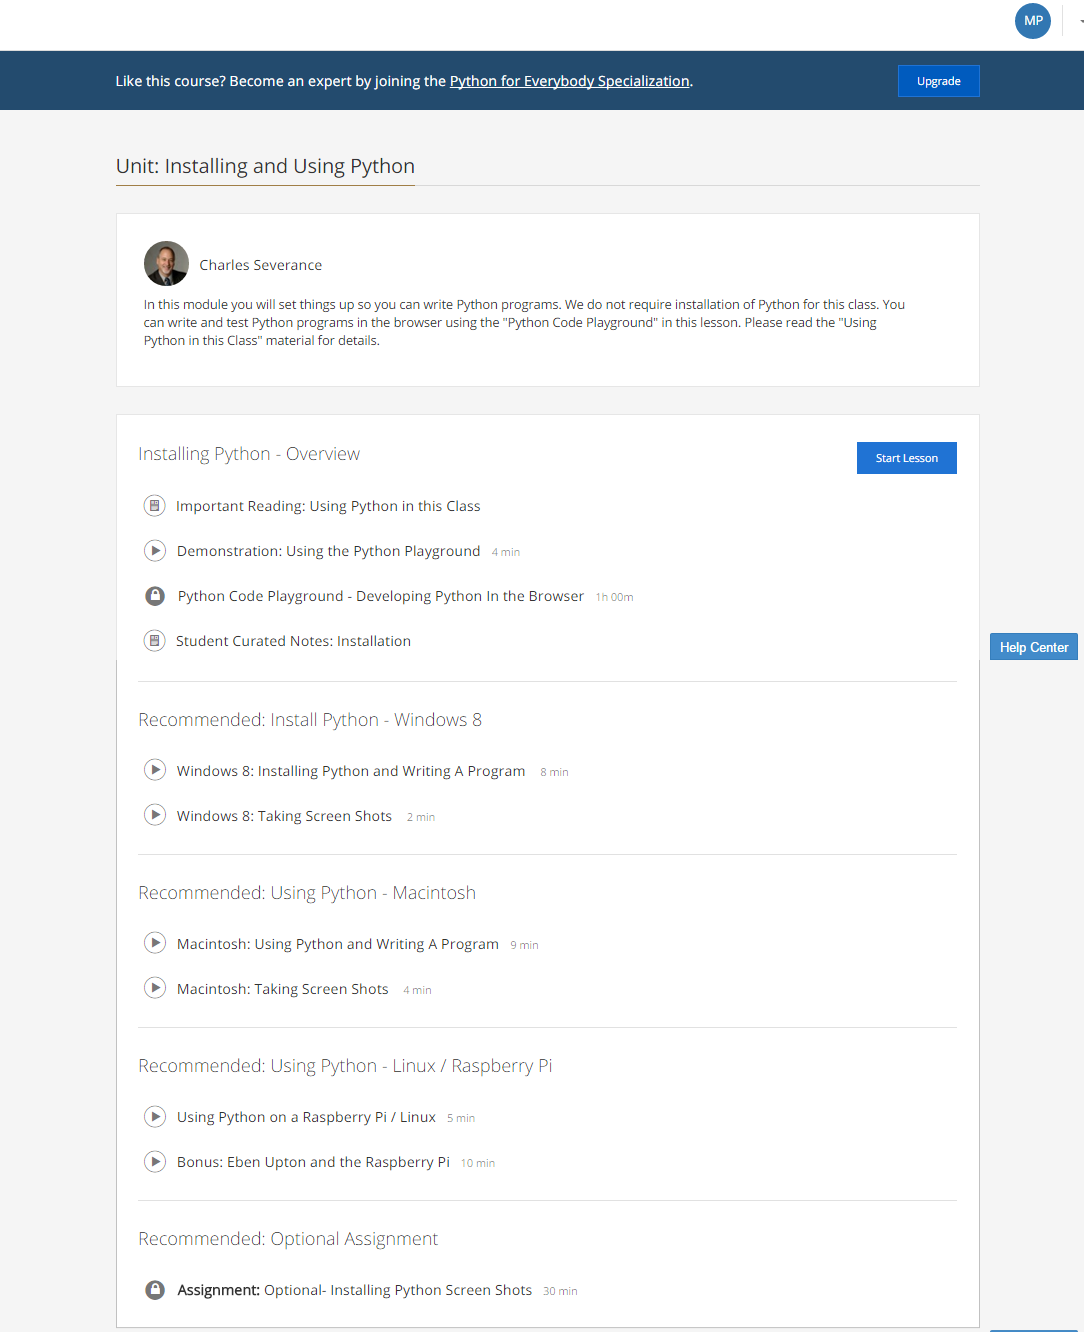 MP
Like this course? Become an expert by joining the Python for Everybody Specialization.
Upgrade
Unit: Installing and Using Python
Charles Severance
In this module you will set things up so you can write Python programs. We do not require installation of Python for this class. You
can write and test Python programs in the browser using the "Python Code Playground" in this lesson. Please read the "Using
Python in this Class" material for details.
Installing Python - Overview
Start Lesson
Important Reading: Using Python in this Class
Demonstration: Using the Python Playground 4 min
Python Code Playground - Developing Python In the Browser 1h 00m
Student Curated Notes: Installation
Help Center
Recommended: Install Python - Windows 8
Windows 8: Installing Python and Writing A Program 8 min
Windows 8: Taking Screen Shots 2 min
Recommended: Using Python - Macintosh
Macintosh: Using Python and Writing A Program 9 min
Macintosh: Taking Screen Shots 4 min
Recommended: Using Python - Linux / Raspberry Pi
Using Python on a Raspberry Pi / Linux 5 min
Bonus: Eben Upton and the Raspberry Pi 10 min
Recommended: Optional Assignment
Assignment: Optional- Installing Python Screen Shots 30 min